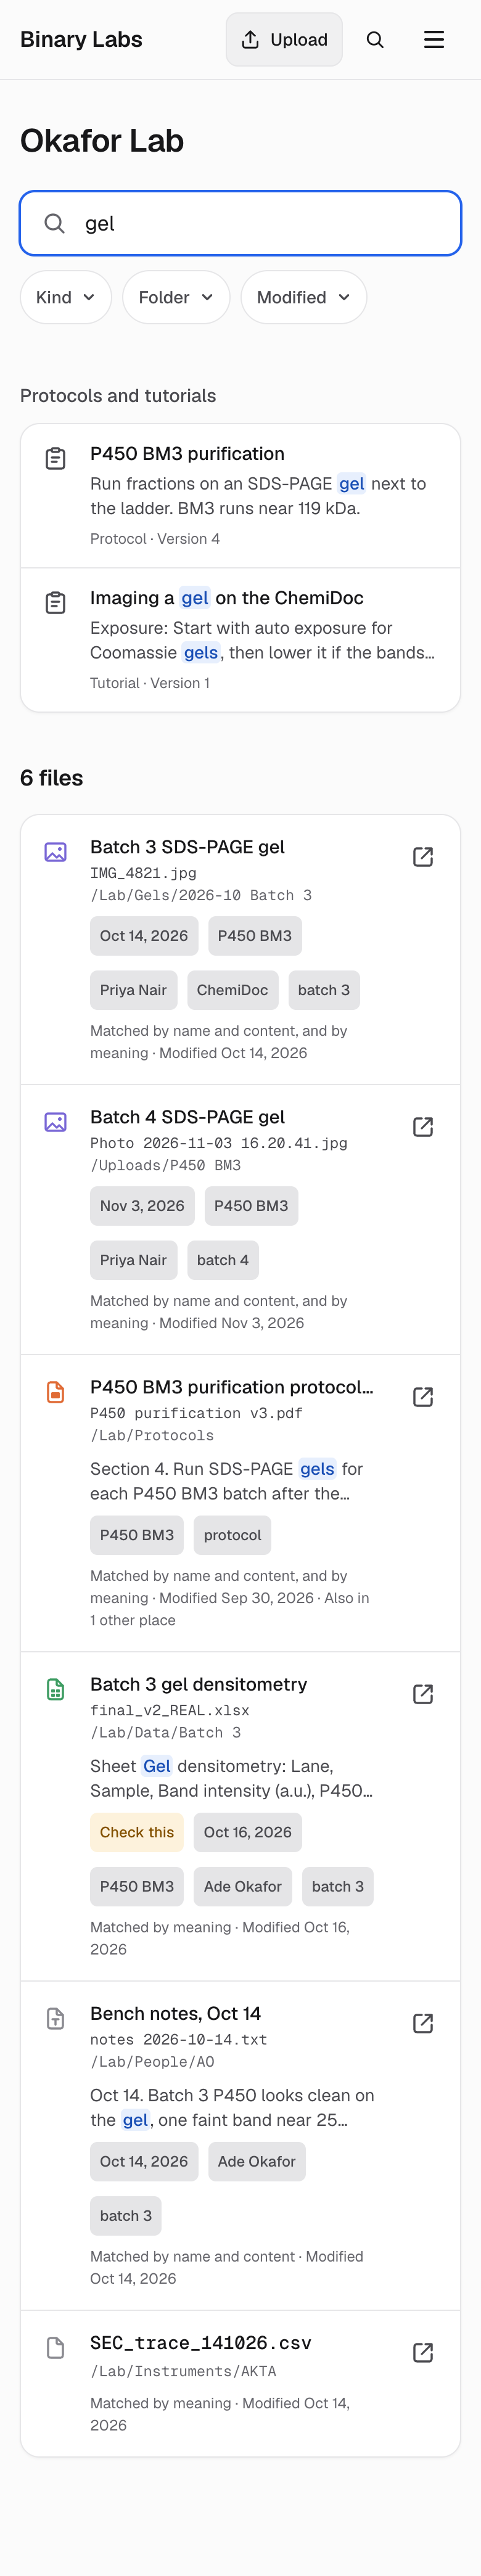 Binary Labs
Upload
Okafor Lab
gel
Kind
Folder
Modified
Protocols and tutorials
P450 BM3 purification
Run fractions on an SDS-PAGE gel next to
the ladder. BM3 runs near 119 kDa.
Protocol · Version 4
Imaging a gel on the ChemiDoc
Exposure: Start with auto exposure for
Coomassie gels, then lower it if the bands…
Tutorial · Version 1
6 files
Batch 3 SDS-PAGE gel
IMG_4821.jpg
/Lab/Gels/2026-10 Batch 3
Oct 14, 2026
P450 BM3
Priya Nair
ChemiDoc
batch 3
Matched by name and content, and by
meaning · Modified Oct 14, 2026
Batch 4 SDS-PAGE gel
Photo 2026-11-03 16.20.41.jpg
/Uploads/P450 BM3
Nov 3, 2026
P450 BM3
Priya Nair
batch 4
Matched by name and content, and by
meaning · Modified Nov 3, 2026
P450 BM3 purification protocol…
P450 purification v3.pdf
/Lab/Protocols
Section 4. Run SDS-PAGE gels for
each P450 BM3 batch after the…
P450 BM3
protocol
Matched by name and content, and by
meaning · Modified Sep 30, 2026 · Also in
1 other place
Batch 3 gel densitometry
final_v2_REAL.xlsx
/Lab/Data/Batch 3
Sheet Gel densitometry: Lane,
Sample, Band intensity (a.u.), P450…
Check this
Oct 16, 2026
P450 BM3
Ade Okafor
batch 3
Matched by meaning · Modified Oct 16,
2026
Bench notes, Oct 14
notes 2026-10-14.txt
/Lab/People/AO
Oct 14. Batch 3 P450 looks clean on
the gel, one faint band near 25…
Oct 14, 2026
Ade Okafor
batch 3
Matched by name and content · Modified
Oct 14, 2026
SEC_trace_141026.csv
/Lab/Instruments/AKTA
Matched by meaning · Modified Oct 14,
2026